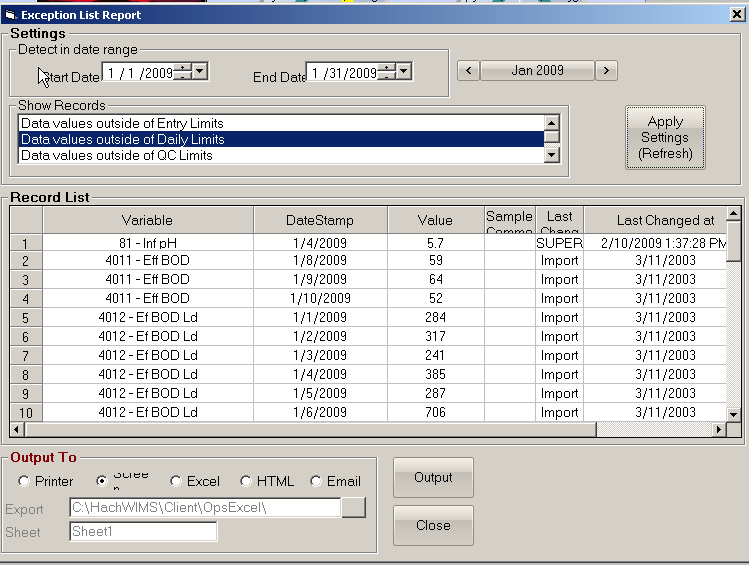 Exception List Report
Settings
Detect in date range
Start Date 1 / 1 /2009 End Date 1 /31/2009 < Jan 2009 >
Show Records
Data values outside of Entry Limits
Data values outside of Daily Limits
Data values outside of QC Limits
Apply
Settings
(Refresh)
Record List
Variable DateStamp Value Sample Last Last Changed at
Comme Chang
1 81 - Inf pH 1/4/2009 5.7 SUPER 2/10/2009 1:37:28 PM
2 4011 - Eff BOD 1/8/2009 59 Import 3/11/2003
3 4011 - Eff BOD 1/9/2009 64 Import 3/11/2003
4 4011 - Eff BOD 1/10/2009 52 Import 3/11/2003
5 4012 - Ef BOD Ld 1/1/2009 284 Import 3/11/2003
6 4012 - Ef BOD Ld 1/2/2009 317 Import 3/11/2003
7 4012 - Ef BOD Ld 1/3/2009 241 Import 3/11/2003
8 4012 - Ef BOD Ld 1/4/2009 385 Import 3/11/2003
9 4012 - Ef BOD Ld 1/5/2009 287 Import 3/11/2003
10 4012 - Ef BOD Ld 1/6/2009 706 Import 3/11/2003
Output To
Printer Scree Excel HTML Email
n
Export C:\HachWIMS\Client\OpsExcel\
Sheet Sheet1
Output
Close